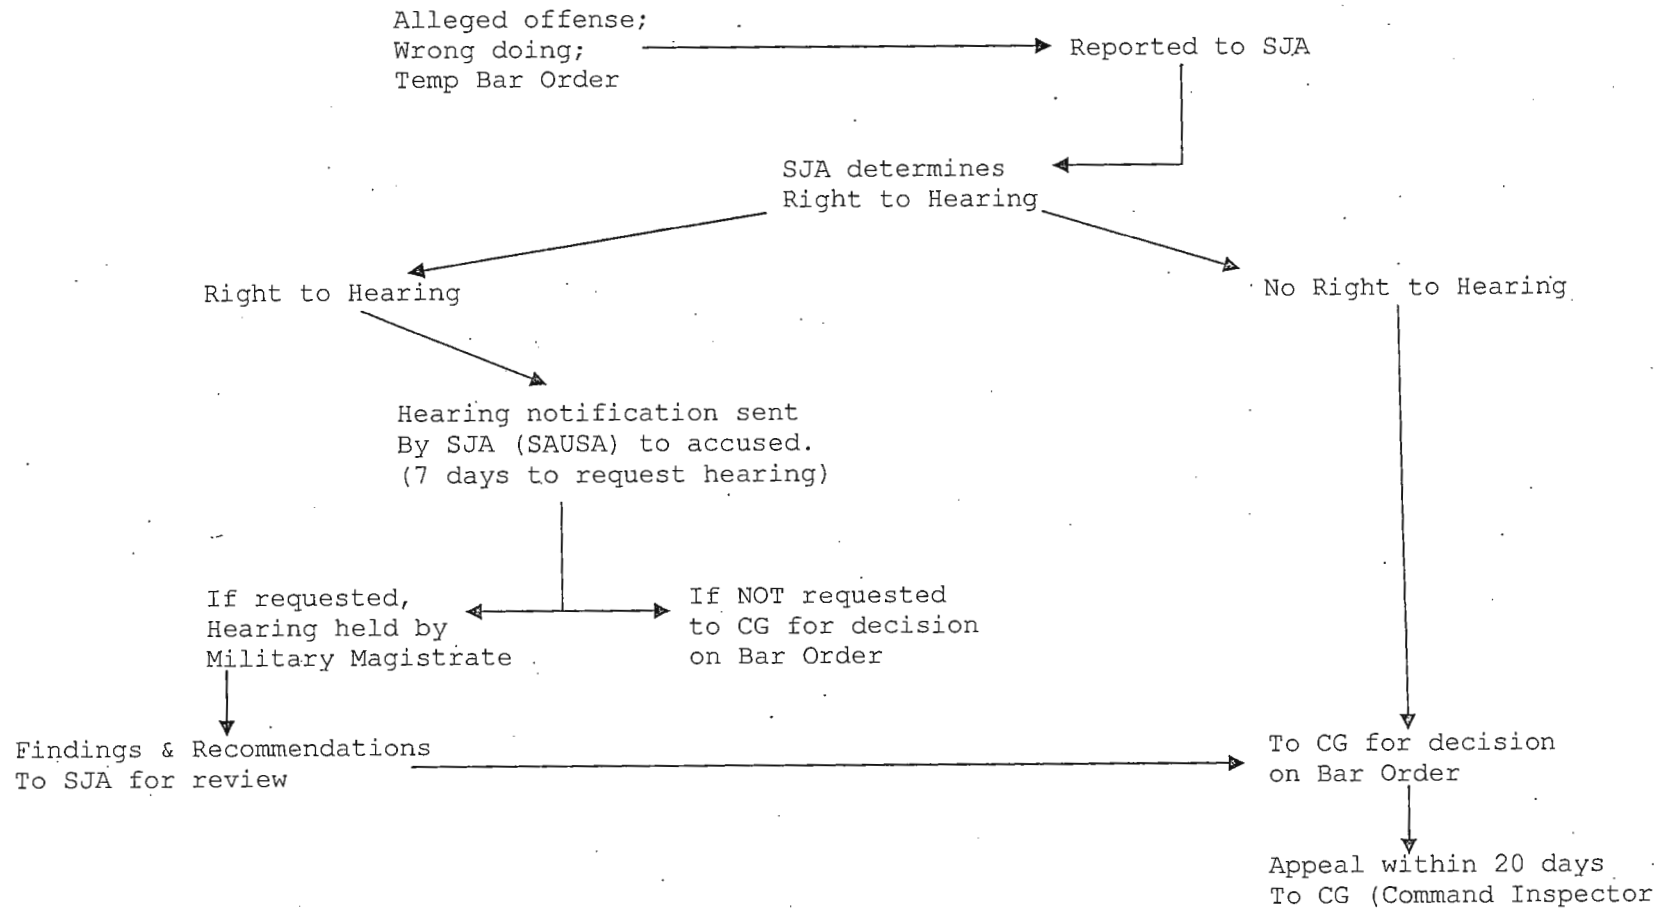 Alleged offense;
Wrong doing;
Temp Bar Order
Reported to SJA
SJA determines
Right to Hearing
Right to Hearing
No Right to Hearing
Hearing notification sent
By SJA (SAUSA) to accused.
(7 days to request hearing)
If requested,
Hearing held by
Military Magistrate
If NOT requested
to CG for decision
on Bar Order
Findings & Recommendations
To SJA for review
To CG for decision
on Bar Order
Appeal within 20 days
To CG (Command Inspector